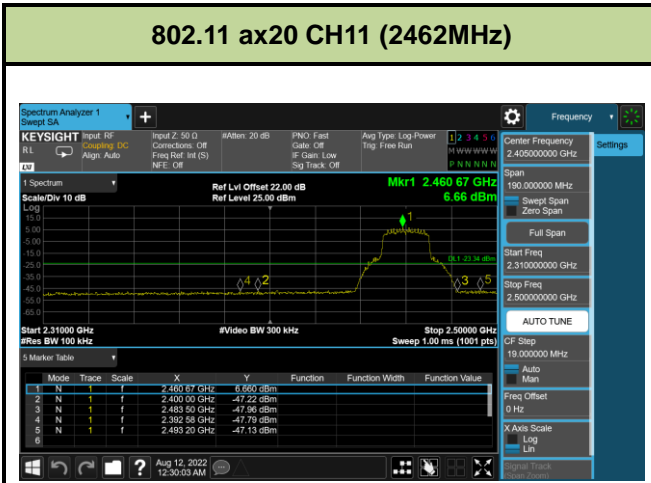 802.11 ax20 CH11 (2462MHz)
Spectrum Analyzer 1
Swept SA
Frequency
KEYSIGHT
RL
LXI
Input: RF
Coupling: DC
Align: Auto
Input Z: 50 Ω
Corrections: Off
Freq Ref: Int (S)
NFE: Off
#Atten: 20 dB
PNO: Fast
Gate: Off
IF Gain: Low
Sig Track: Off
Avg Type: Log-Power
Trig: Free Run
1 2 3 4 5 6
M W W W W W
P N N N N N
1 Spectrum
Scale/Div 10 dB
Ref Lvl Offset 22.00 dB
Ref Level 25.00 dBm
Mkr1 2.460 67 GHz
6.66 dBm
Log
15.0
5.00
-5.00
-15.0
-25.0
-35.0
-45.0
-55.0
-65.0
1
DL1 -23.34 dBm
4 2 3 5
Start 2.31000 GHz
#Res BW 100 kHz
#Video BW 300 kHz
Stop 2.50000 GHz
Sweep 1.00 ms (1001 pts)
5 Marker Table
Mode Trace Scale X Y Function Function Width Function Value
1 N 1 f 2.460 67 GHz 6.660 dBm
2 N 1 f 2.400 00 GHz -47.22 dBm
3 N 1 f 2.483 50 GHz -47.96 dBm
4 N 1 f 2.392 58 GHz -47.79 dBm
5 N 1 f 2.493 20 GHz -47.13 dBm
6
Aug 12, 2022
12:30:03 AM
Center Frequency
2.405000000 GHz
Settings
Span
190.000000 MHz
Swept Span
Zero Span
Full Span
Start Freq
2.310000000 GHz
Stop Freq
2.500000000 GHz
AUTO TUNE
CF Step
19.000000 MHz
Auto
Man
Freq Offset
0 Hz
X Axis Scale
Log
Lin
Signal Track
(Span Zoom)